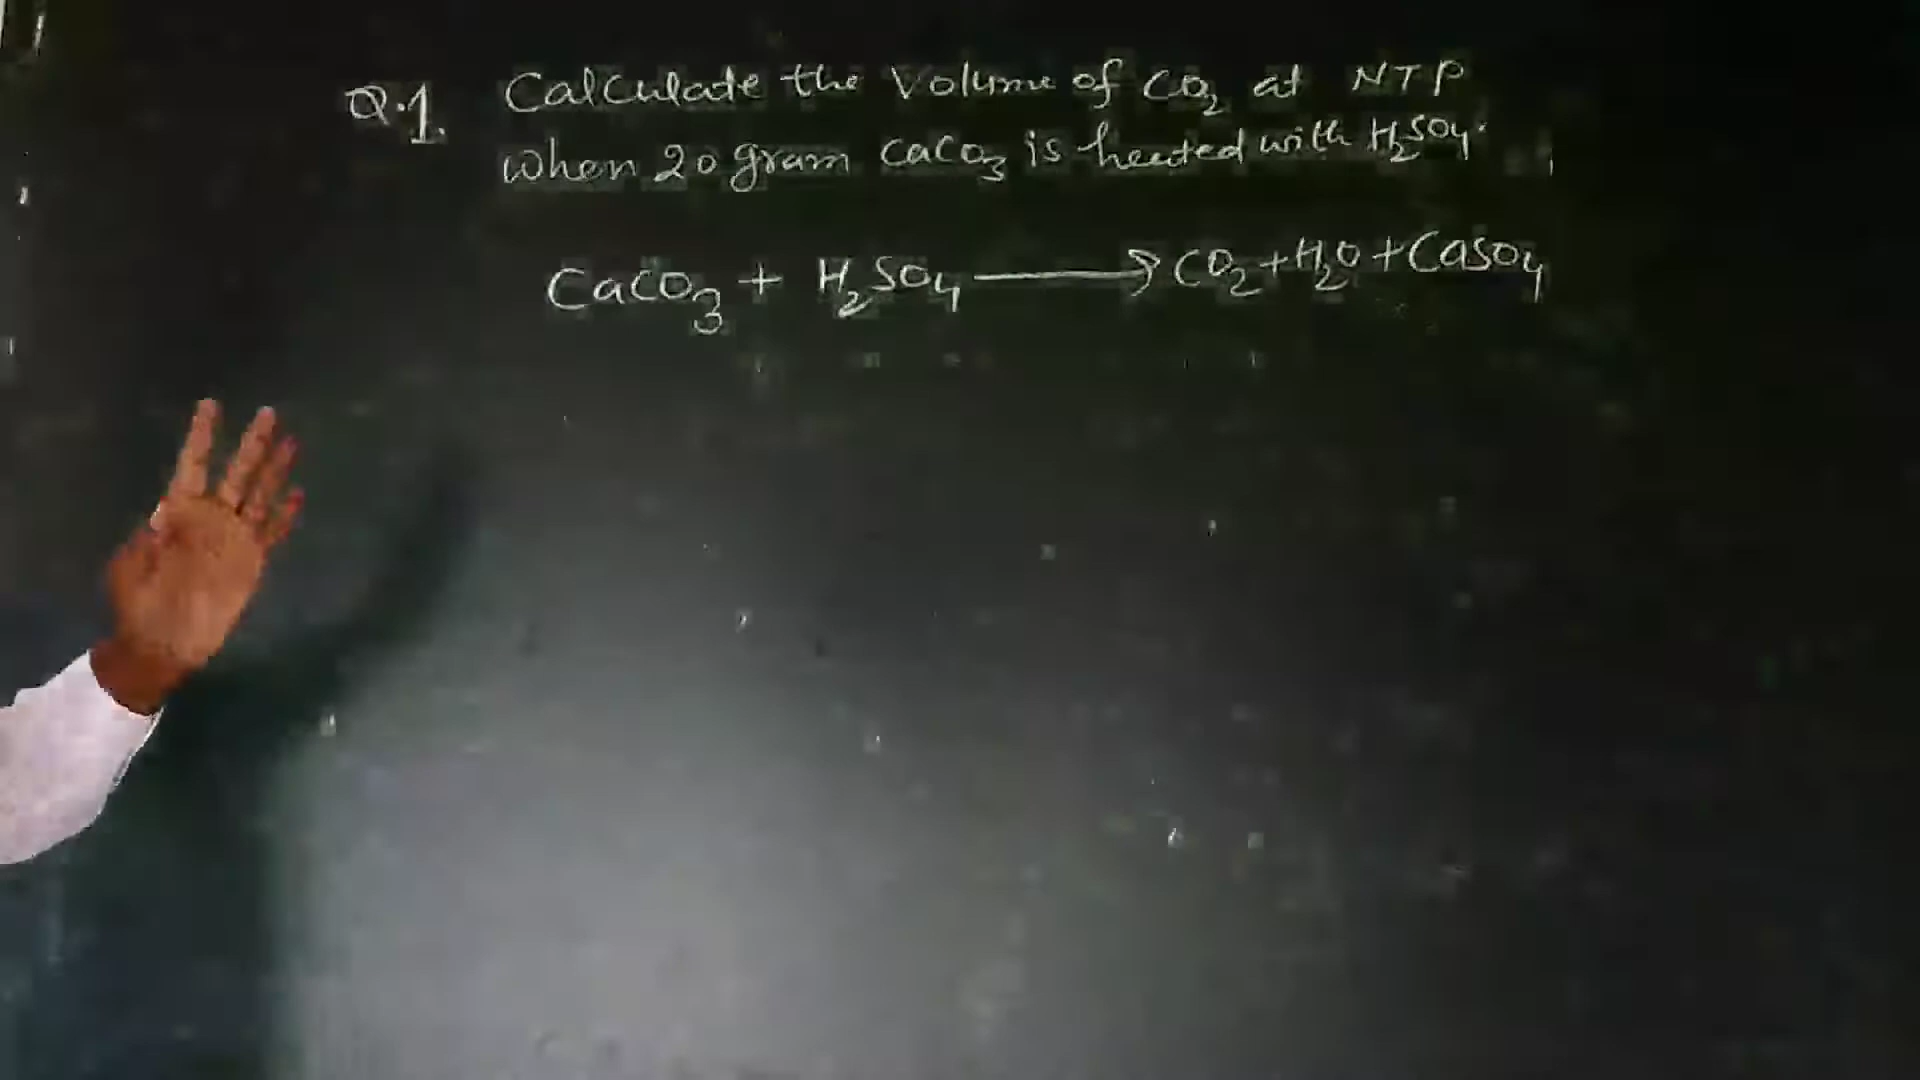 Q.1. Calculate the Volume of CO₂ at NTP
when 20 gram CaCO₃ is heated with H₂SO₄.
CaCO₃ + H₂SO₄ ⟶ CO₂ + H₂O + CaSO₄